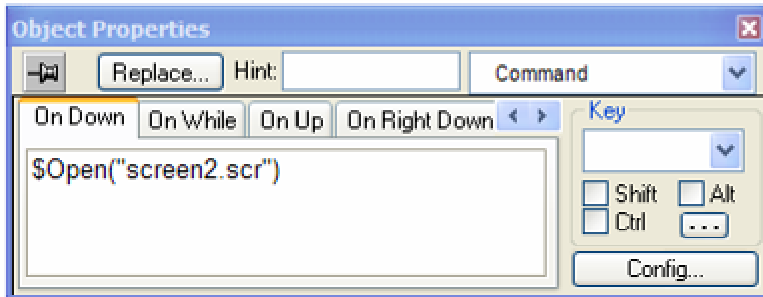 Object Properties
Replace... Hint: Command
On Down On While On Up On Right Down Key
$Open("screen2.scr")
Shift Alt
Ctrl ...
Config...